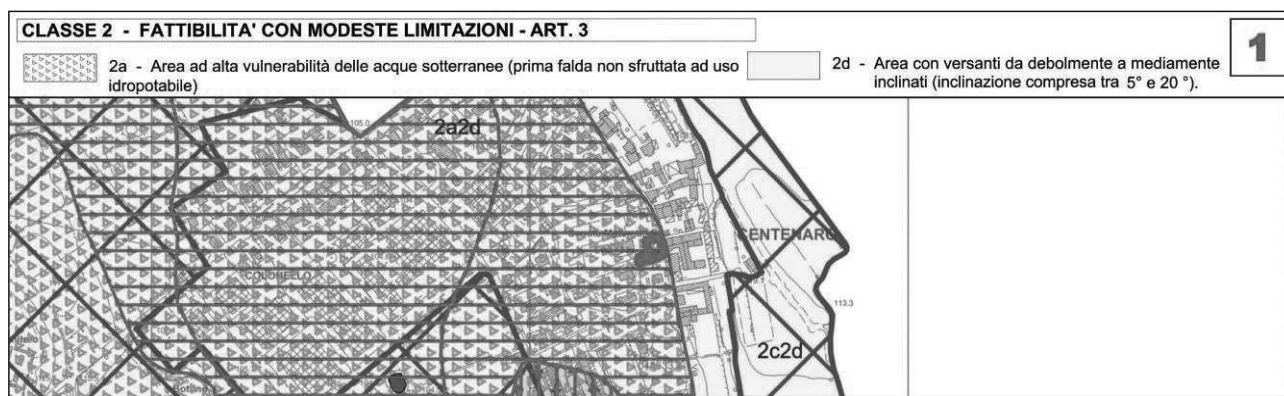 CLASSE 2 - FATTIBILITA' CON MODESTE LIMITAZIONI - ART. 3
1
2a - Area ad alta vulnerabilità delle acque sotterranee (prima falda non sfruttata ad uso
idropotabile)
2d - Area con versanti da debolmente a mediamente
inclinati (inclinazione compresa tra 5° e 20 °).
105.0
2a2d
CENTENARO
COLONELLO
113.3
2c2d